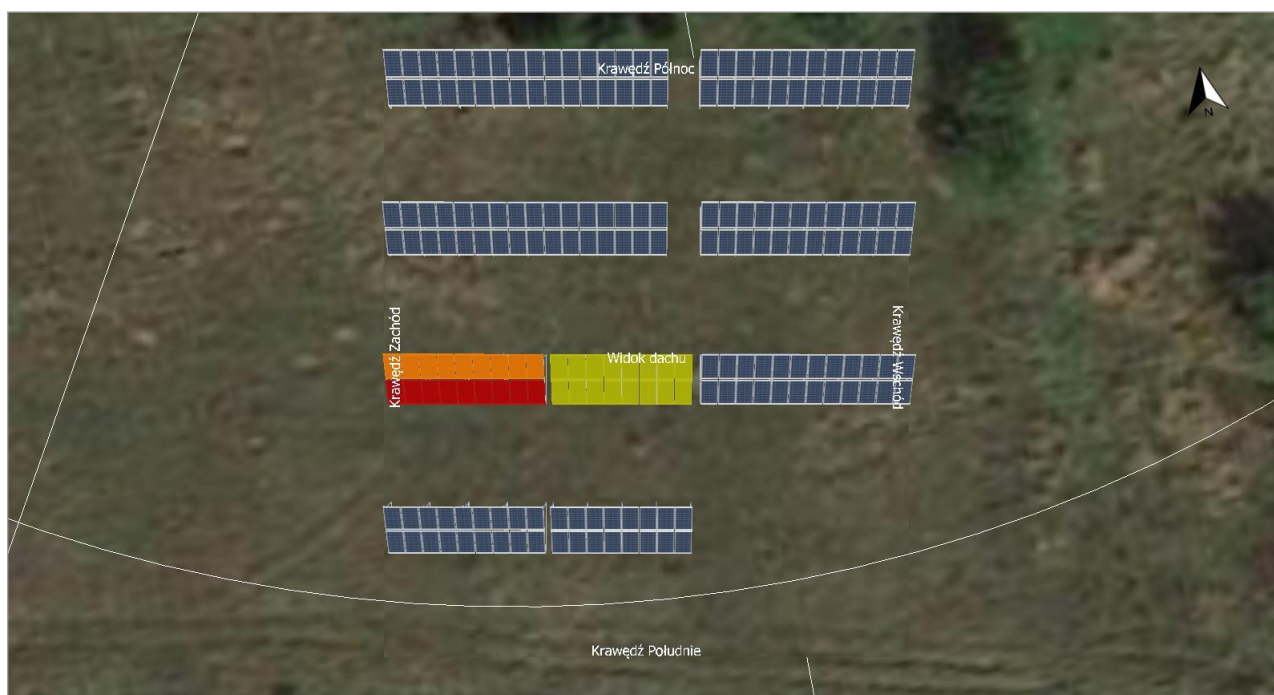 Krawędź Północ
N
Krawędź Zachód
Widok dachu
Krawędź Wschód
Krawędź Południe